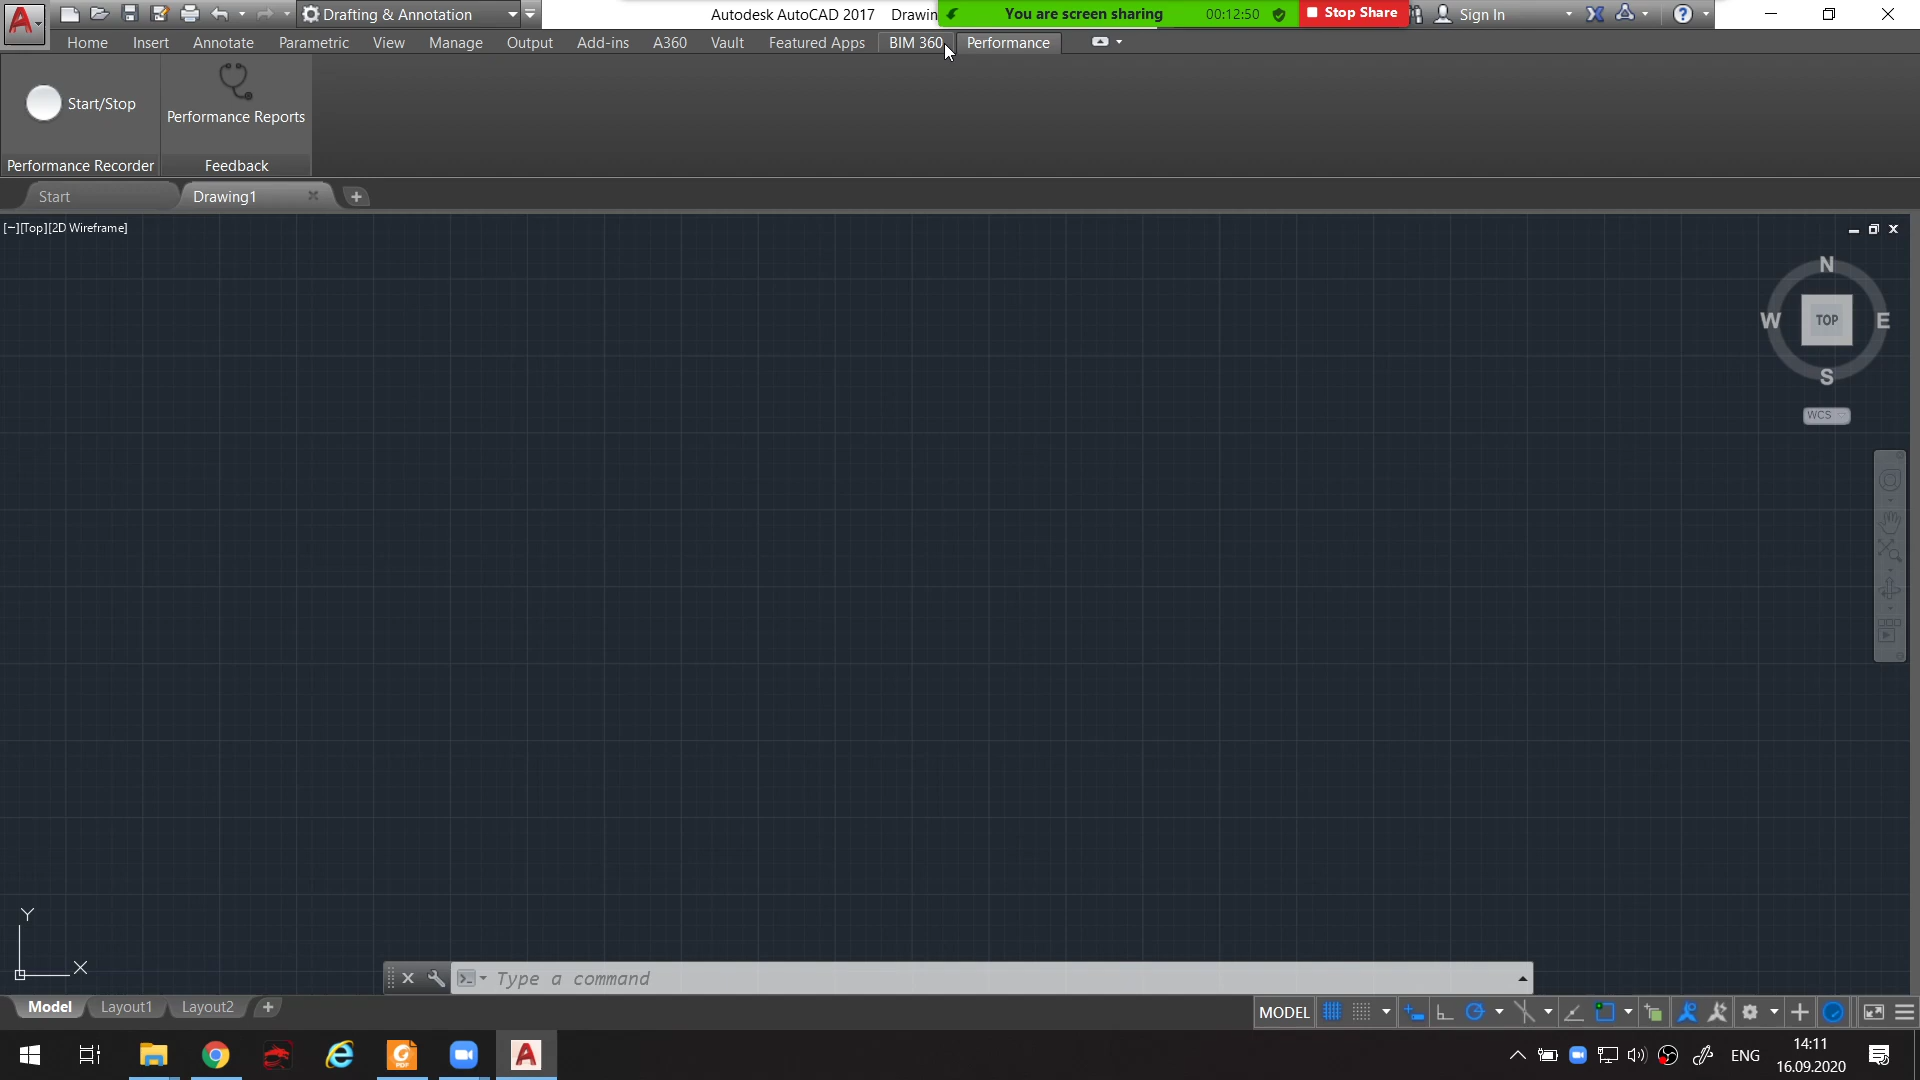 Drafting & Annotation
Autodesk AutoCAD 2017 Drawin
You are screen sharing 00:12:50 Stop Share
Sign In
Home Insert Annotate Parametric View Manage Output Add-ins A360 Vault Featured Apps BIM 360 Performance
Start/Stop
Performance Reports
Performance Recorder Feedback
Start Drawing1
[−][Top][2D Wireframe]
N
W TOP E
S
WCS
Y
X
Type a command
Model Layout1 Layout2
MODEL
ENG
14:11
16.09.2020